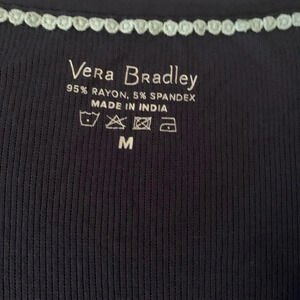 Vera Bradley
95% RAYON, 5% SPANDEX
MADE IN INDIA
M